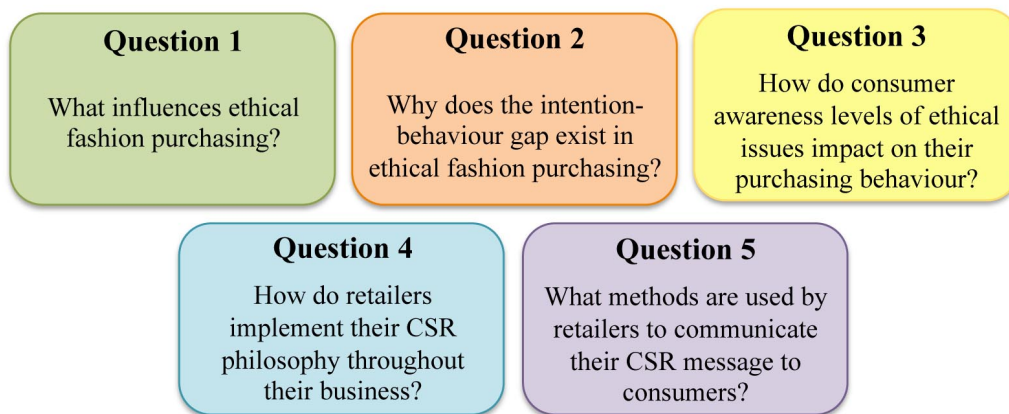 Question 1
What influences ethical
fashion purchasing?
Question 2
Why does the intention-
behaviour gap exist in
ethical fashion purchasing?
Question 3
How do consumer
awareness levels of ethical
issues impact on their
purchasing behaviour?
Question 4
How do retailers
implement their CSR
philosophy throughout
their business?
Question 5
What methods are used by
retailers to communicate
their CSR message to
consumers?